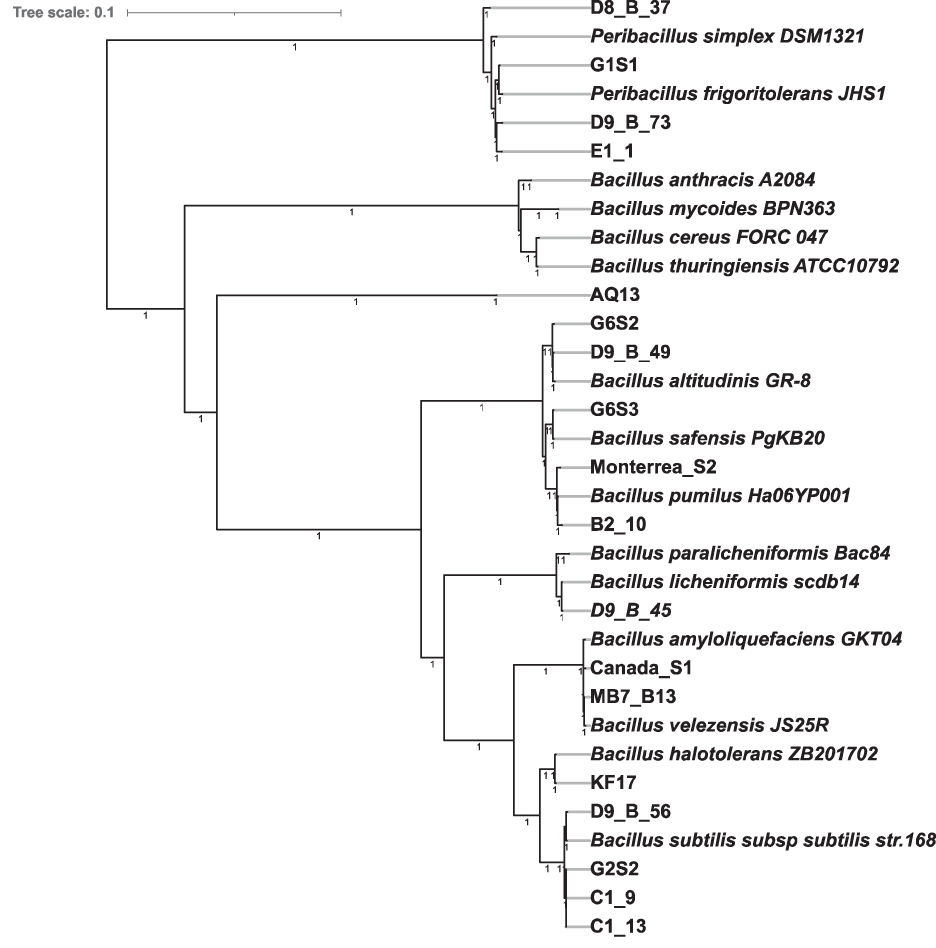 Tree scale: 0.1
D8_B_37
Peribacillus simplex DSM1321
G1S1
Peribacillus frigoritolerans JHS1
D9_B_73
E1_1
Bacillus anthracis A2084
Bacillus mycoides BPN363
Bacillus cereus FORC 047
Bacillus thuringiensis ATCC10792
AQ13
G6S2
D9_B_49
Bacillus altitudinis GR-8
G6S3
Bacillus safensis PgKB20
Monterrea_S2
Bacillus pumilus Ha06YP001
B2_10
Bacillus paralicheniformis Bac84
Bacillus licheniformis scdb14
D9_B_45
Bacillus amyloliquefaciens GKT04
Canada_S1
MB7_B13
Bacillus velezensis JS25R
Bacillus halotolerans ZB201702
KF17
D9_B_56
Bacillus subtilis subsp subtilis str.168
G2S2
C1_9
C1_13